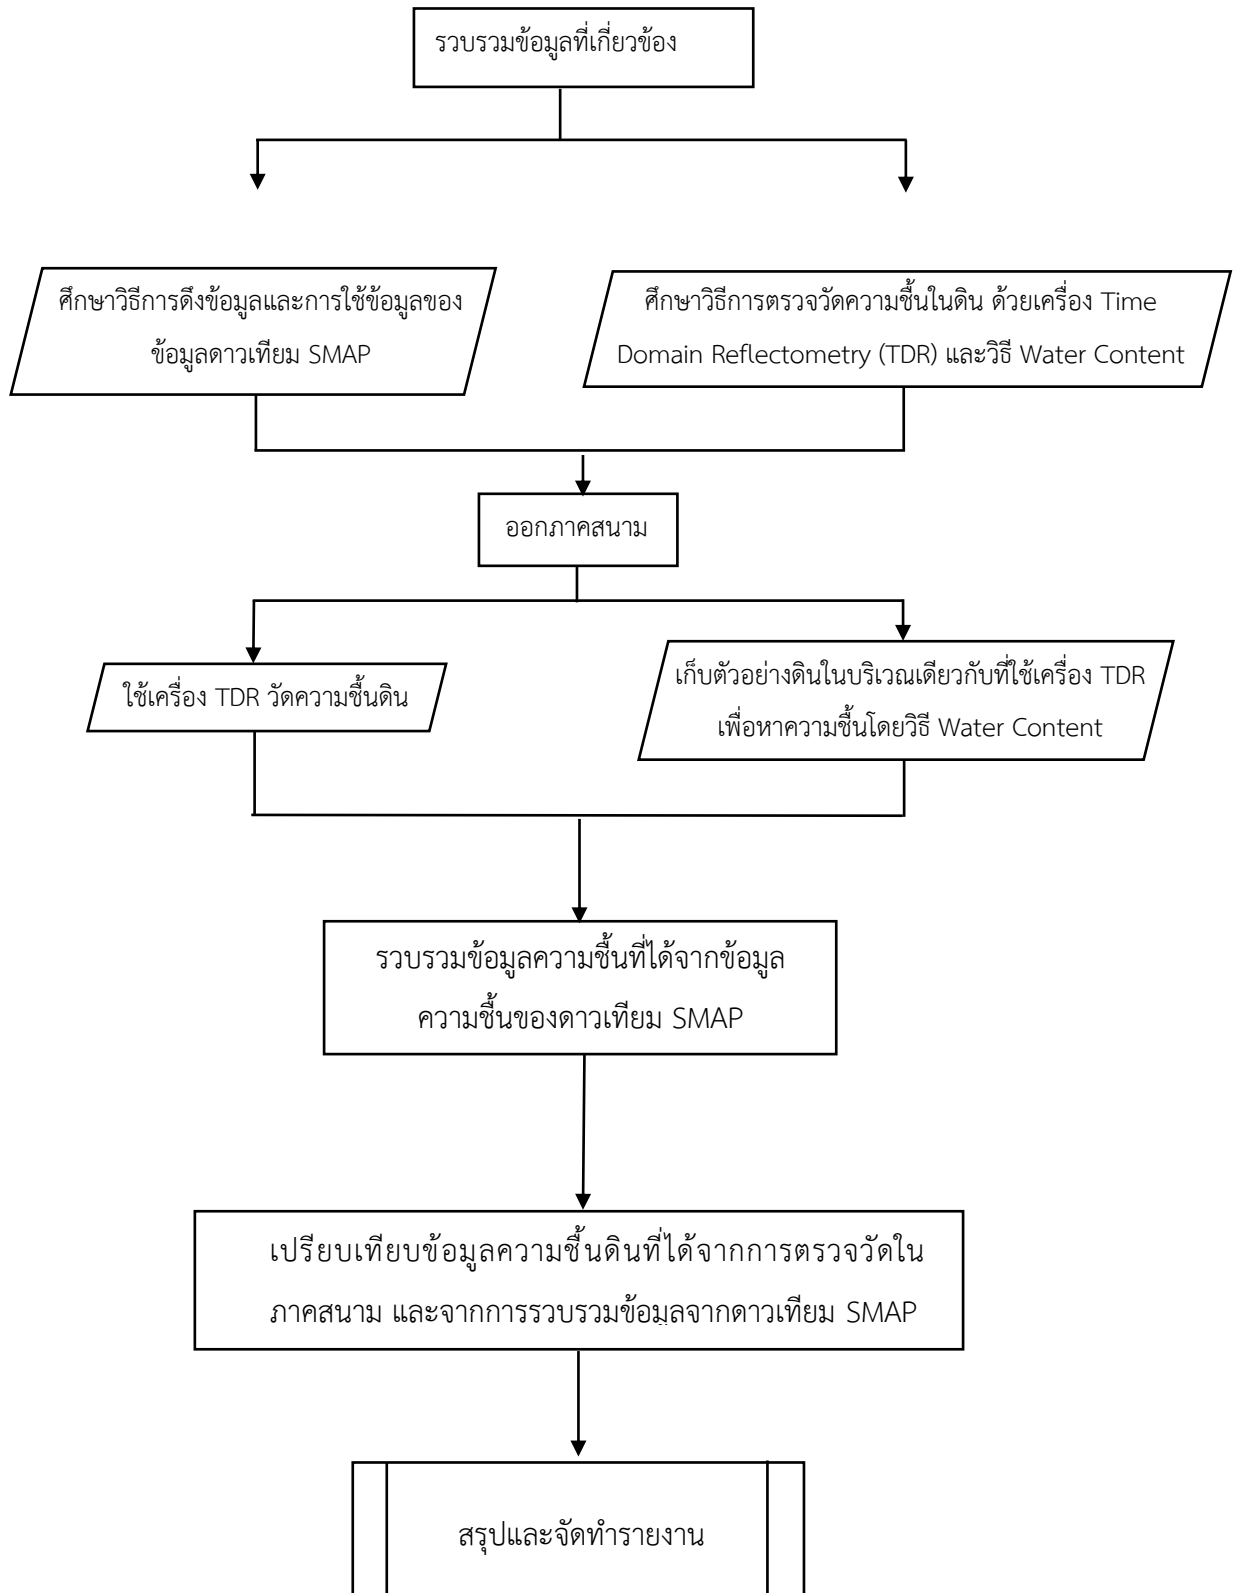 รวบรวมข้อมูลที่เกี่ยวข้อง
ศึกษาวิธีการดึงข้อมูลและการใช้ข้อมูลของ
ข้อมูลดาวเทียม SMAP
ศึกษาวิธีการตรวจวัดความชื้นในดิน ด้วยเครื่อง Time
Domain Reflectometry (TDR) และวิธี Water Content
ออกภาคสนาม
ใช้เครื่อง TDR วัดความชื้นดิน
เก็บตัวอย่างดินในบริเวณเดียวกับที่ใช้เครื่อง TDR
เพื่อหาความชื้นโดยวิธี Water Content
รวบรวมข้อมูลความชื้นที่ได้จากข้อมูล
ความชื้นของดาวเทียม SMAP
เปรียบเทียบข้อมูลความชื้นดินที่ได้จากการตรวจวัดใน
ภาคสนาม และจากการรวบรวมข้อมูลจากดาวเทียม SMAP
สรุปและจัดทำรายงาน